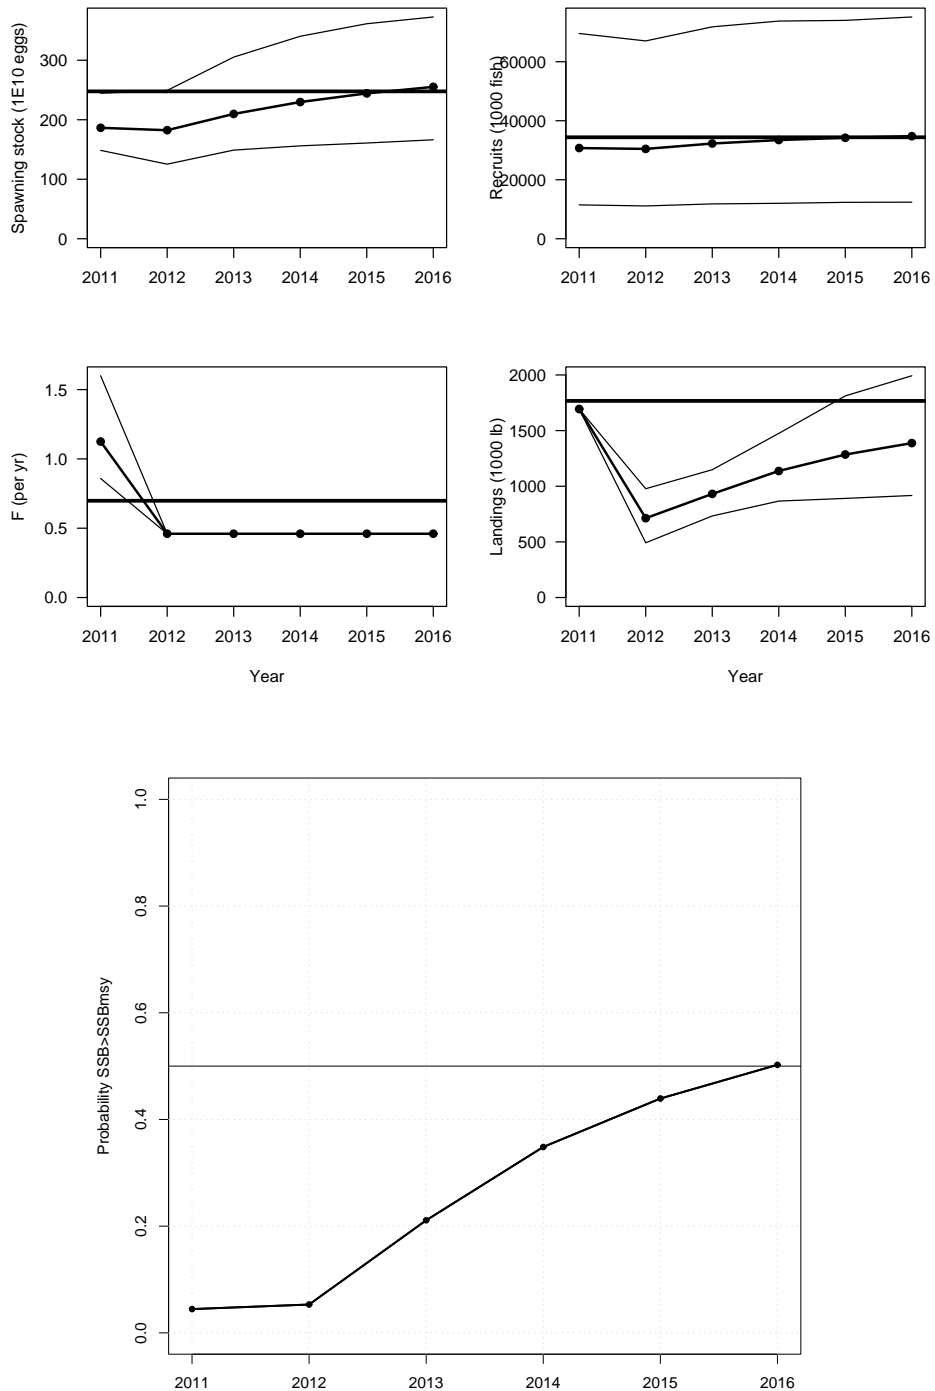 Spawning stock (1E10 eggs)
300
200
100
0
2011 2012 2013 2014 2015 2016
Recruits (1000 fish)
60000
40000
20000
0
2011 2012 2013 2014 2015 2016
F (per yr)
1.5
1.0
0.5
0.0
2011 2012 2013 2014 2015 2016
Year
Landings (1000 lb)
2000
1500
1000
500
0
2011 2012 2013 2014 2015 2016
Year
Probability SSB>SSBmsy
1.0
0.8
0.6
0.4
0.2
0.0
2011 2012 2013 2014 2015 2016